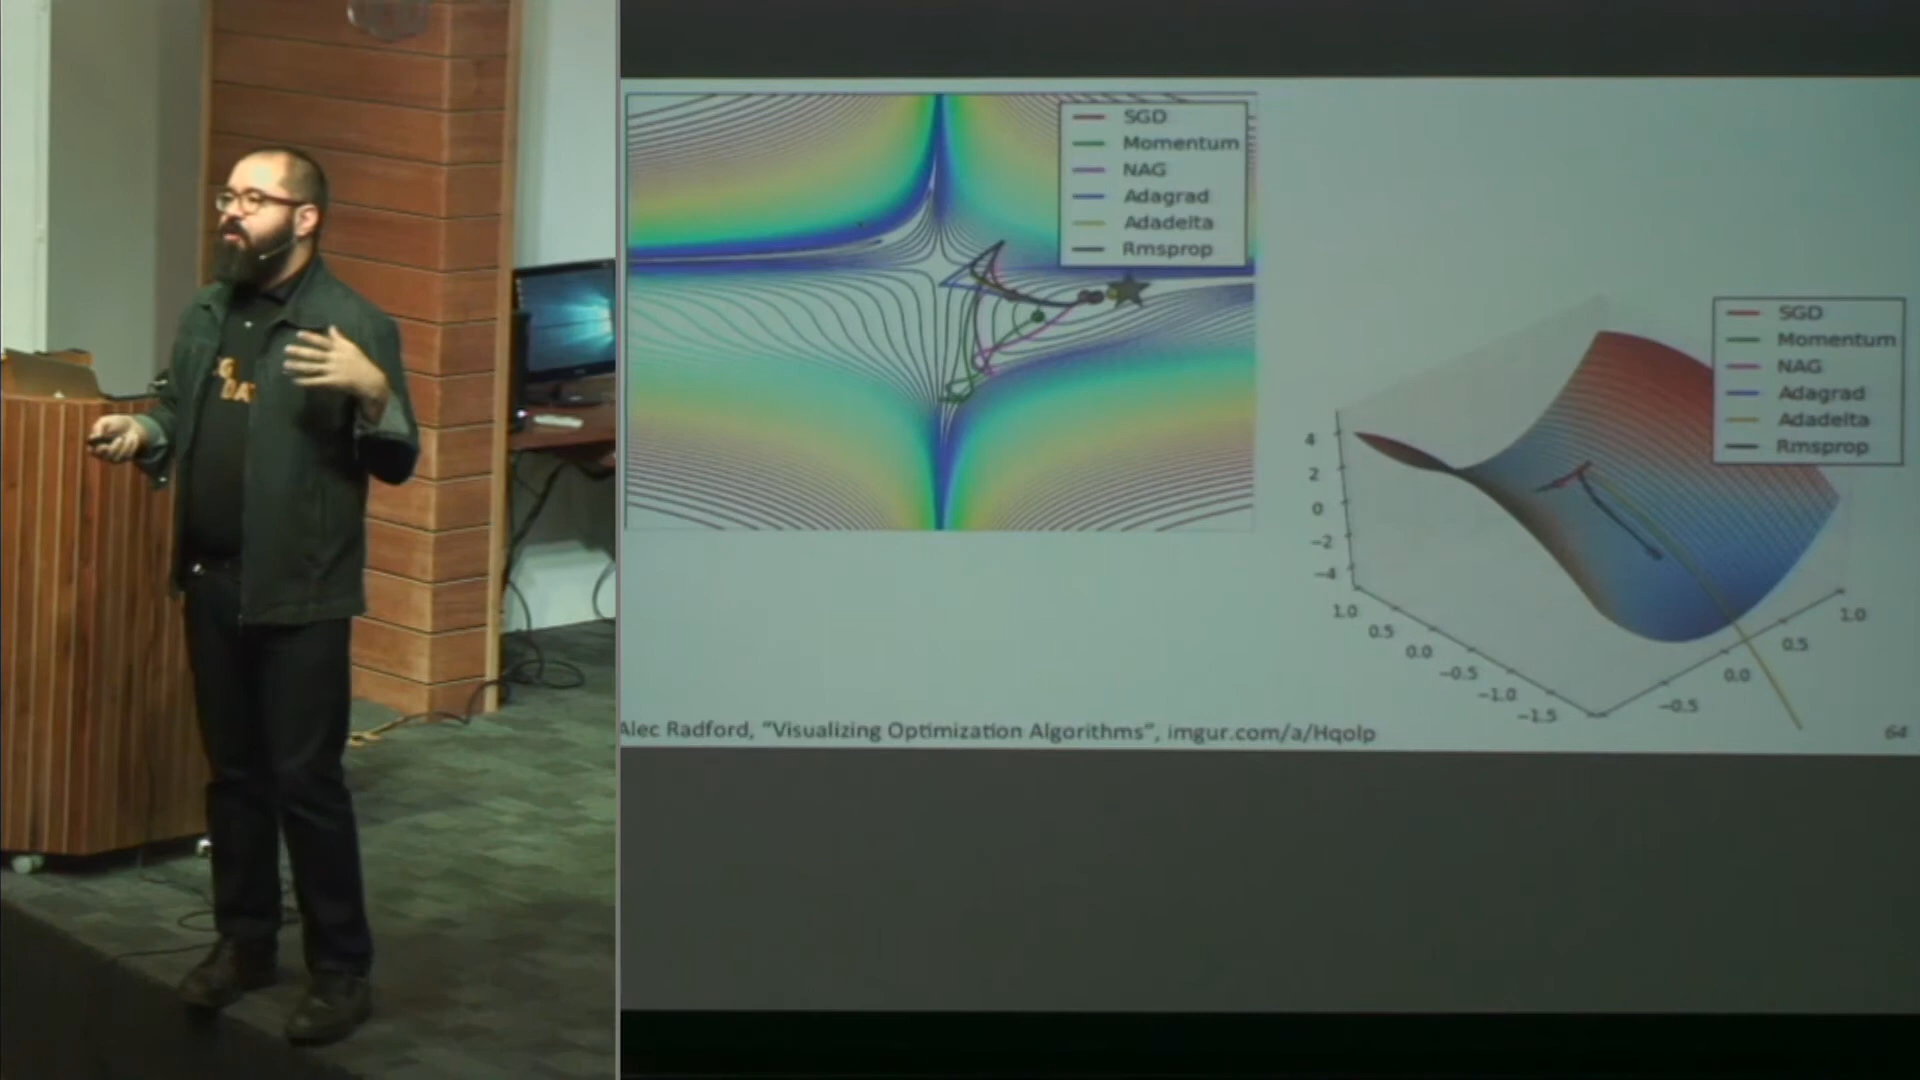 SGD
Momentum
NAG
Adagrad
Adadelta
Rmsprop
SGD
Momentum
NAG
Adagrad
Adadelta
Rmsprop
4
2
0
−2
−4
1.0
0.5
0.0
−0.5
−1.0
−1.5
−0.5
0.0
0.5
1.0
Alec Radford, “Visualizing Optimization Algorithms”, imgur.com/a/Hqolp
64